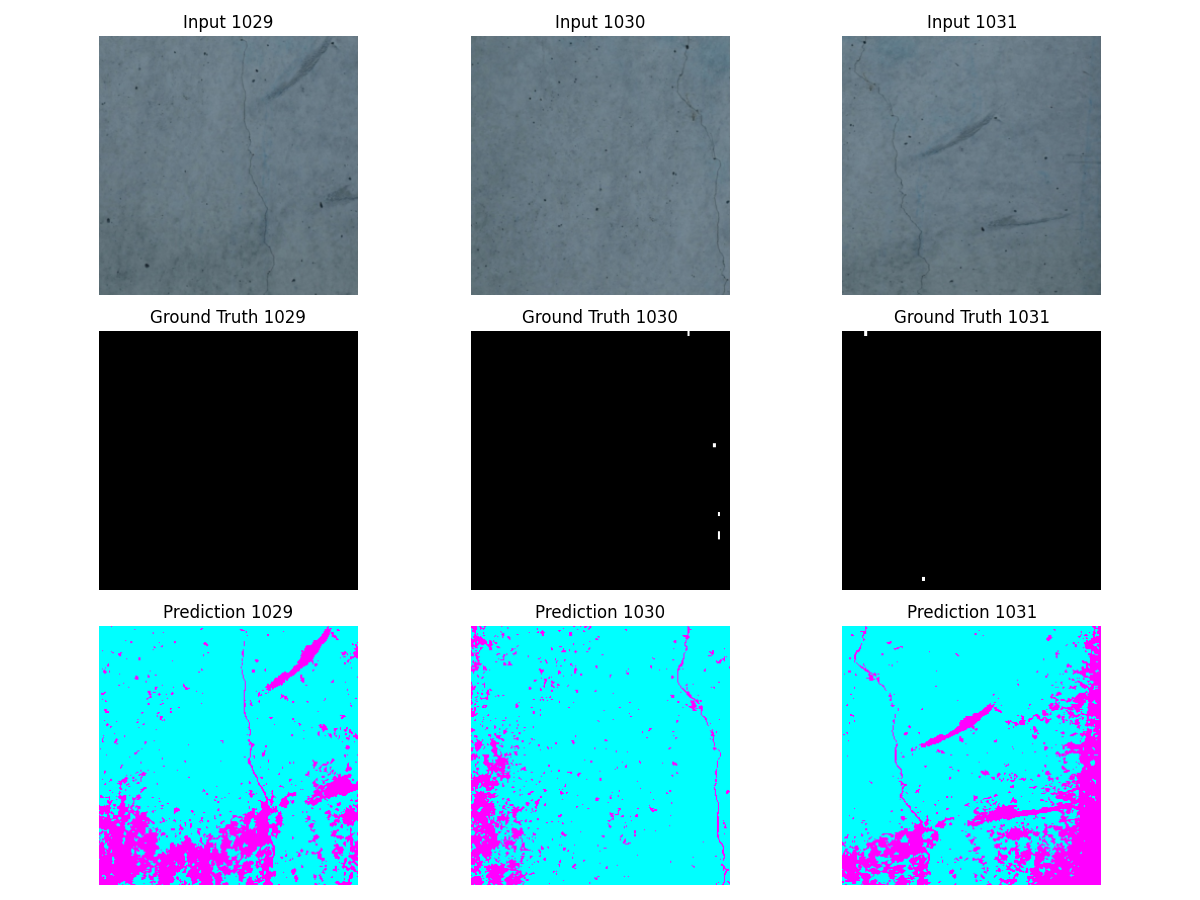 Input 1029
Input 1030
Input 1031
Ground Truth 1029
Ground Truth 1030
Ground Truth 1031
Prediction 1029
Prediction 1030
Prediction 1031